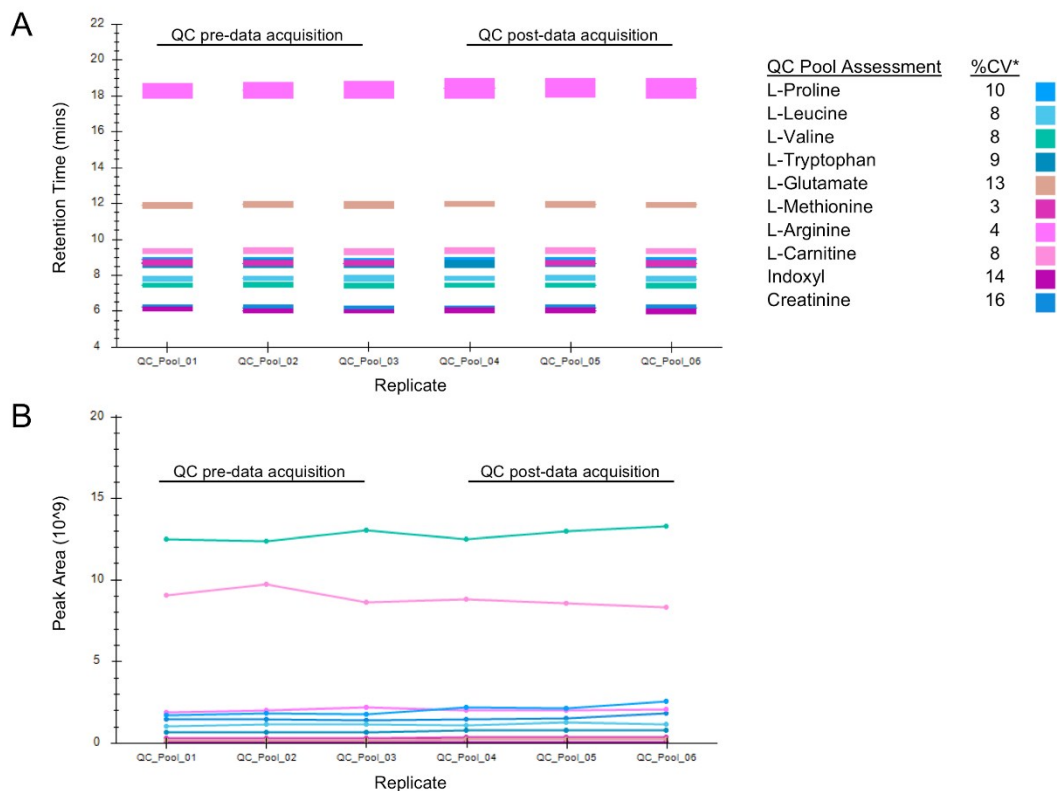 A
QC pre-data acquisition
QC post-data acquisition
22
20
18
16
14
12
10
8
6
4
Retention Time (mins)
QC_Pool_01
QC_Pool_02
QC_Pool_03
QC_Pool_04
QC_Pool_05
QC_Pool_06
Replicate
QC Pool Assessment %CV*
L-Proline 10
L-Leucine 8
L-Valine 8
L-Tryptophan 9
L-Glutamate 13
L-Methionine 3
L-Arginine 4
L-Carnitine 8
Indoxyl 14
Creatinine 16
B
QC pre-data acquisition
QC post-data acquisition
20
15
10
5
0
Peak Area (10^9)
QC_Pool_01
QC_Pool_02
QC_Pool_03
QC_Pool_04
QC_Pool_05
QC_Pool_06
Replicate